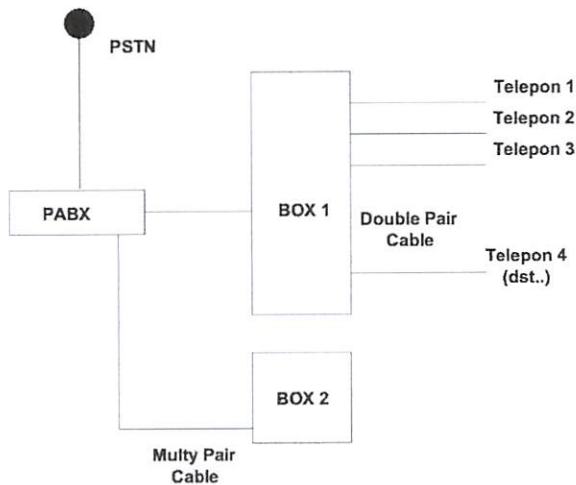 PSTN
Telepon 1
Telepon 2
Telepon 3
PABX
BOX 1
Double Pair
Cable
Telepon 4
(dst..)
BOX 2
Multy Pair
Cable